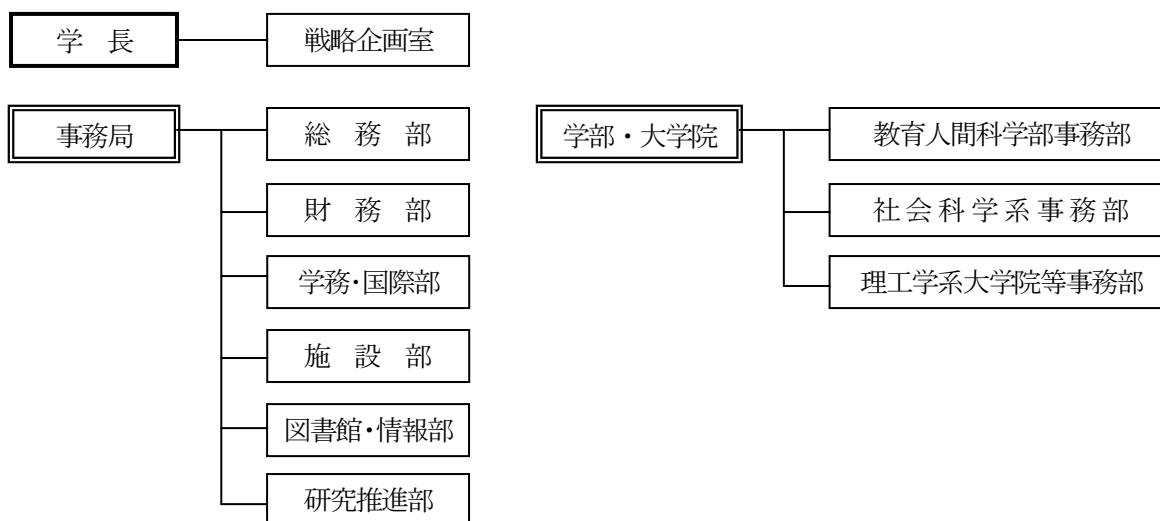 学 長
戦略企画室
事務局
総 務 部
財 務 部
学務・国際部
施 設 部
図書館・情報部
研究推進部
学部・大学院
教育人間科学部事務部
社 会 科 学 系 事 務 部
理工学系大学院等事務部